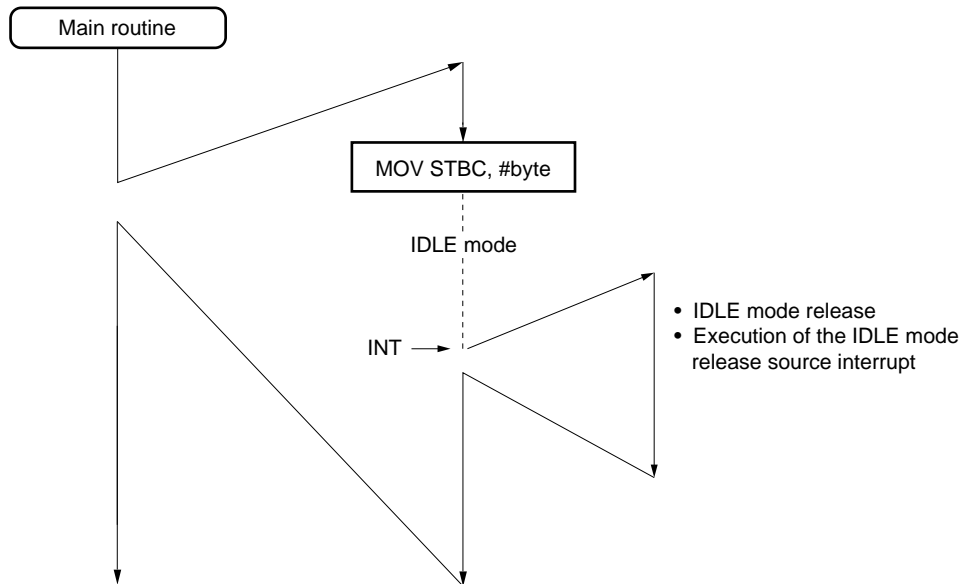 Main routine
MOV STBC, #byte
IDLE mode
INT
• IDLE mode release
• Execution of the IDLE mode
release source interrupt